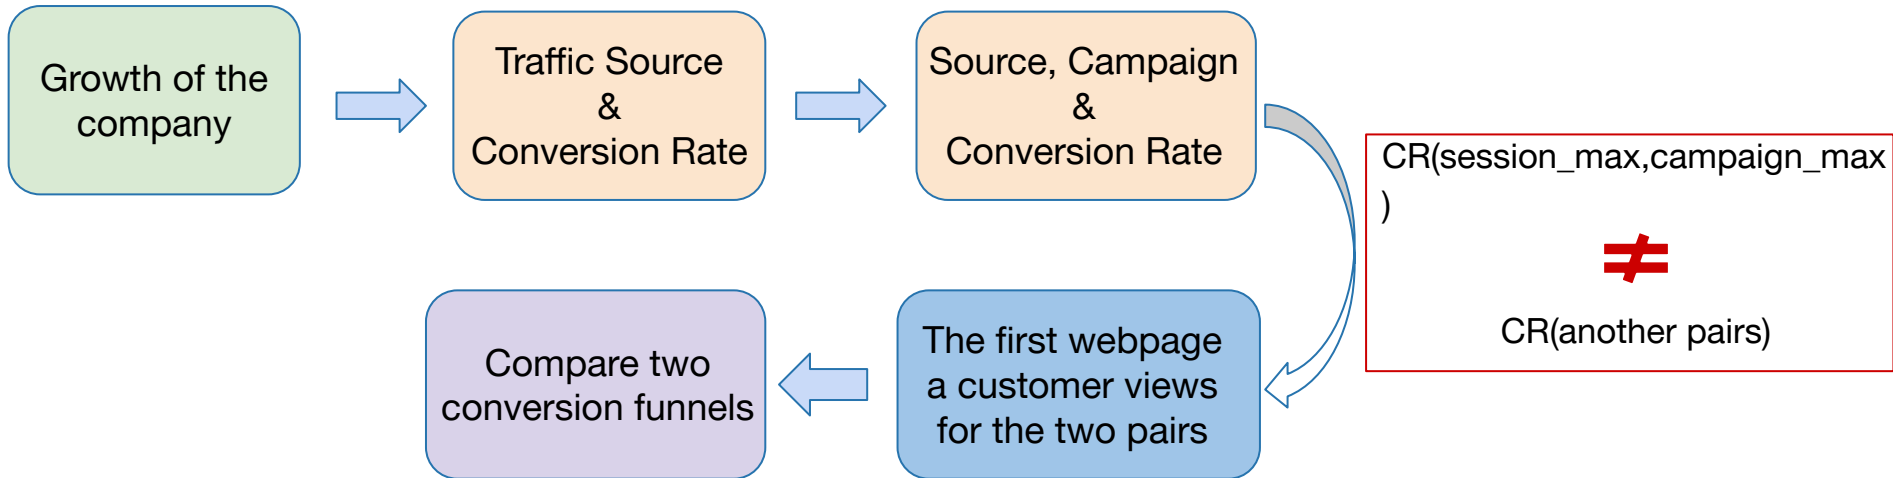 Growth of the
company
Traffic Source
&
Conversion Rate
Source, Campaign
&
Conversion Rate
CR(session_max,campaign_max
)
≠
CR(another pairs)
The first webpage
a customer views
for the two pairs
Compare two
conversion funnels